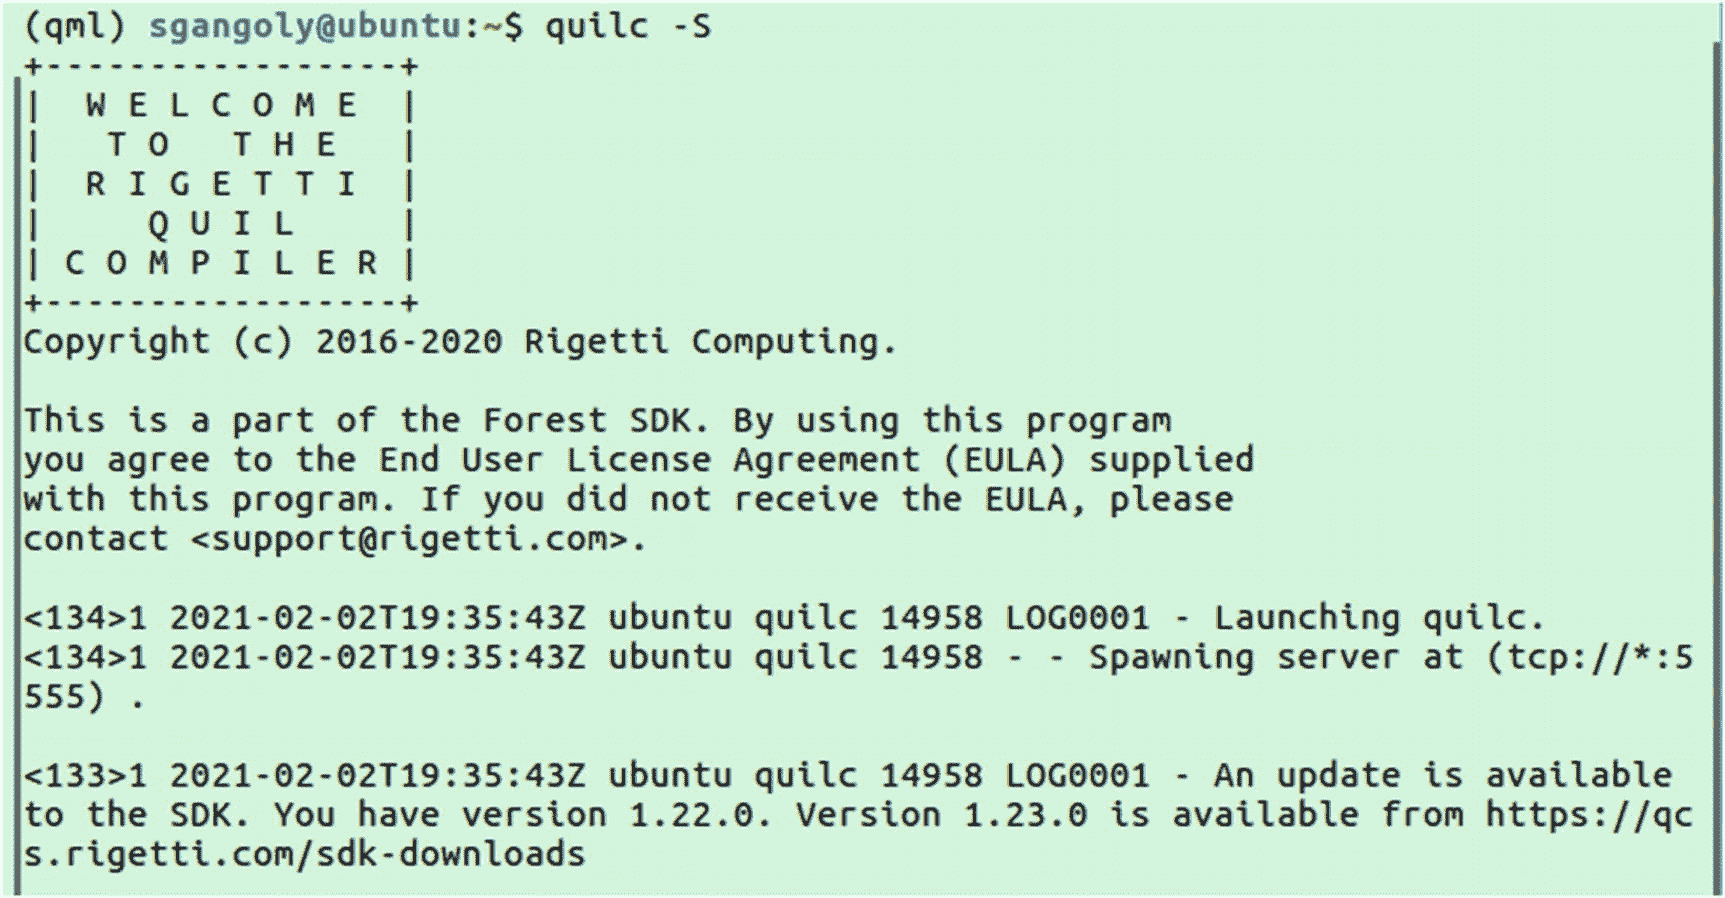 (qml) sgangoly@ubuntu:~$ quilc -S
+-----------------+
|  W E L C O M E  |
|   T O   T H E   |
|  R I G E T T I  |
|     Q U I L     |
| C O M P I L E R |
+-----------------+
Copyright (c) 2016-2020 Rigetti Computing.

This is a part of the Forest SDK. By using this program
you agree to the End User License Agreement (EULA) supplied
with this program. If you did not receive the EULA, please
contact <support@rigetti.com>.

<134>1 2021-02-02T19:35:43Z ubuntu quilc 14958 LOG0001 - Launching quilc.
<134>1 2021-02-02T19:35:43Z ubuntu quilc 14958 - - Spawning server at (tcp://*:5
555) .

<133>1 2021-02-02T19:35:43Z ubuntu quilc 14958 LOG0001 - An update is available
to the SDK. You have version 1.22.0. Version 1.23.0 is available from https://qc
s.rigetti.com/sdk-downloads